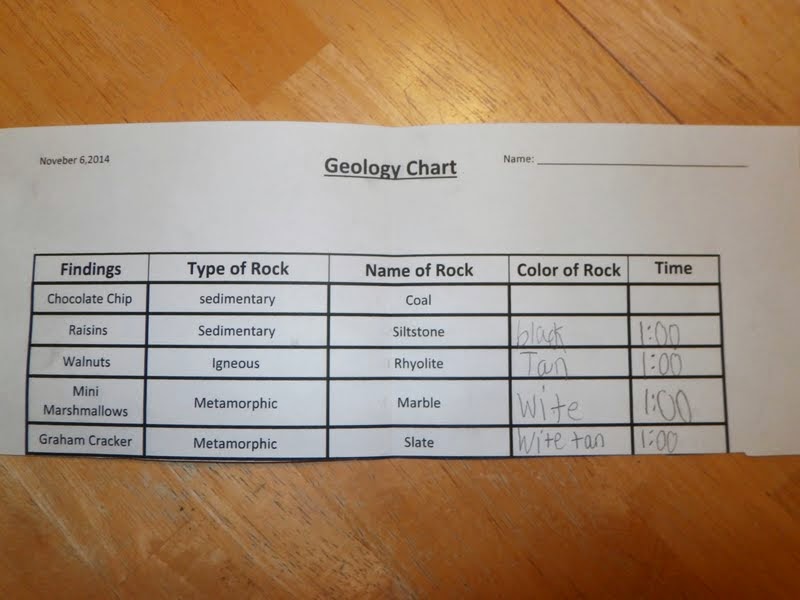 Noveber 6,2014
Geology Chart
Name:
Findings Type of Rock Name of Rock Color of Rock Time
Chocolate Chip sedimentary Coal
Raisins Sedimentary Siltstone black 1:00
Walnuts Igneous Rhyolite Tan 1:00
Mini
Marshmallows Metamorphic Marble Wite 1:00
Graham Cracker Metamorphic Slate Wite tan 1:00